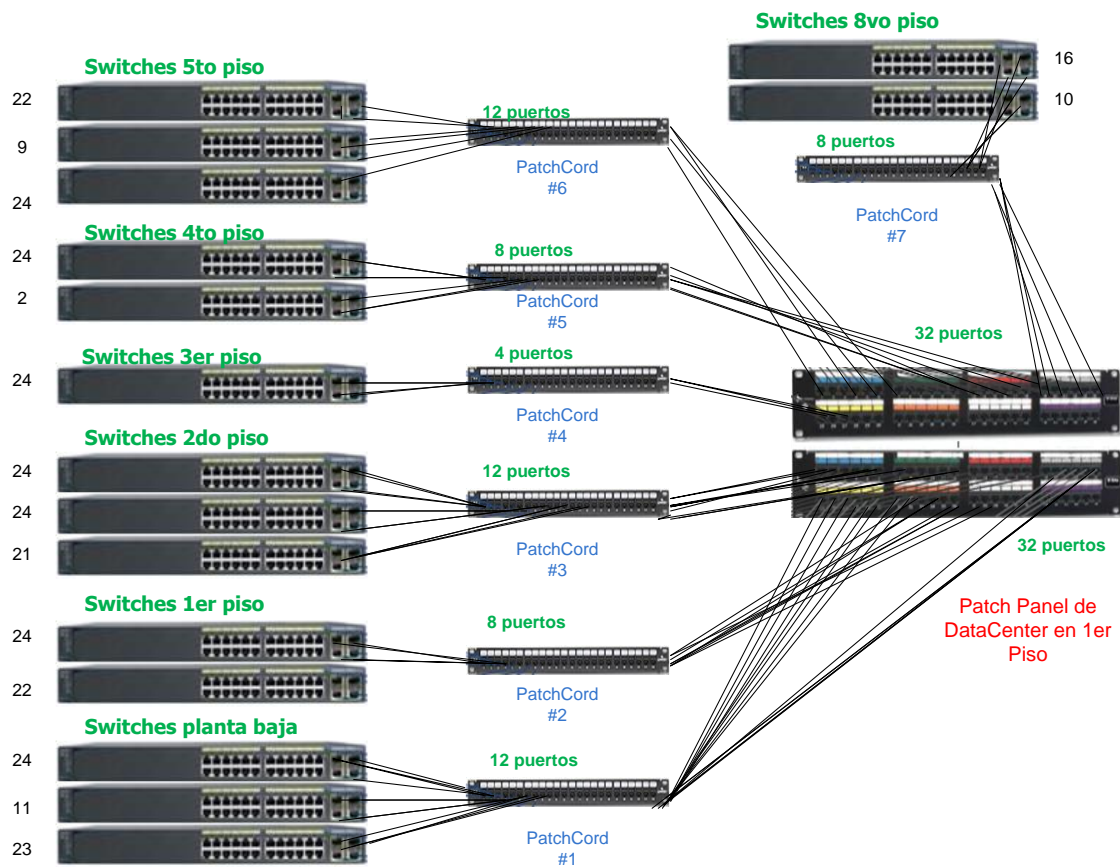 Switches 8vo piso
16
10
8 puertos
PatchCord
#7
Switches 5to piso
22
9
24
12 puertos
PatchCord
#6
Switches 4to piso
24
2
8 puertos
PatchCord
#5
Switches 3er piso
24
4 puertos
PatchCord
#4
Switches 2do piso
24
24
21
12 puertos
PatchCord
#3
Switches 1er piso
24
22
8 puertos
PatchCord
#2
Switches planta baja
24
11
23
12 puertos
PatchCord
#1
32 puertos
32 puertos
Patch Panel de
DataCenter en 1er
Piso